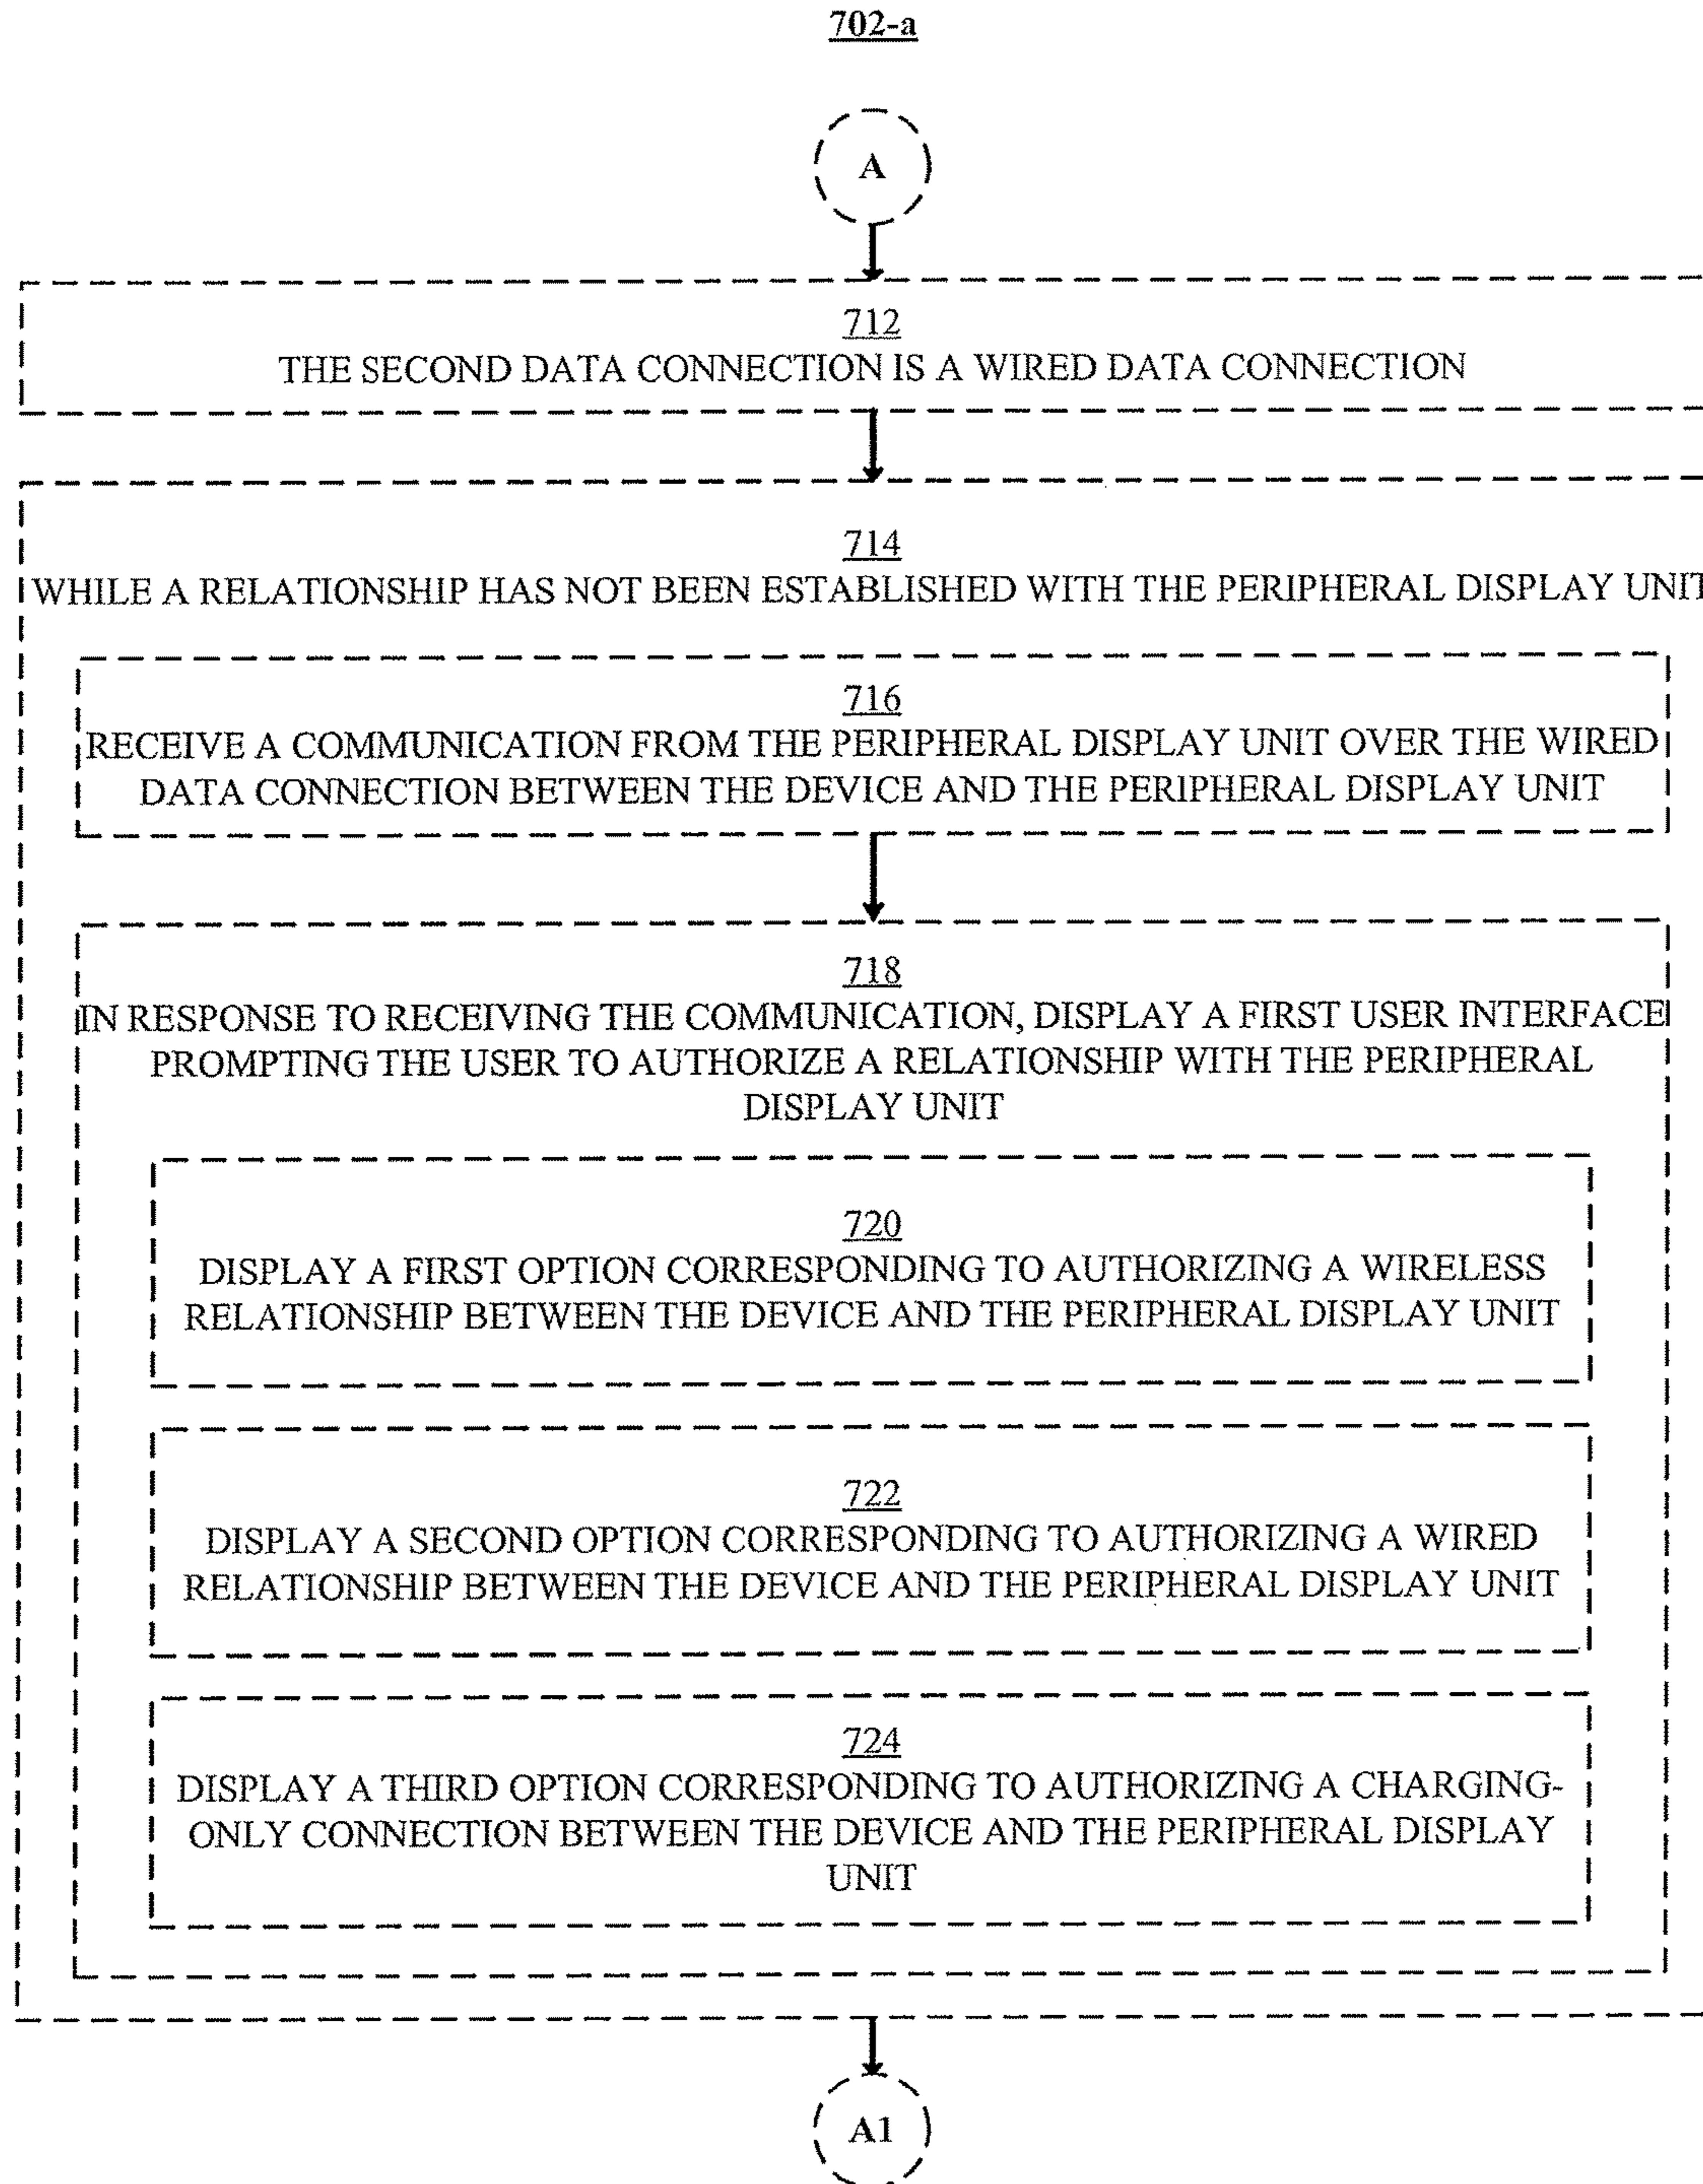 702-a
A
712
THE SECOND DATA CONNECTION IS A WIRED DATA CONNECTION
714
WHILE A RELATIONSHIP HAS NOT BEEN ESTABLISHED WITH THE PERIPHERAL DISPLAY UNIT
716
RECEIVE A COMMUNICATION FROM THE PERIPHERAL DISPLAY UNIT OVER THE WIRED
DATA CONNECTION BETWEEN THE DEVICE AND THE PERIPHERAL DISPLAY UNIT
718
IN RESPONSE TO RECEIVING THE COMMUNICATION, DISPLAY A FIRST USER INTERFACE
PROMPTING THE USER TO AUTHORIZE A RELATIONSHIP WITH THE PERIPHERAL
DISPLAY UNIT
720
DISPLAY A FIRST OPTION CORRESPONDING TO AUTHORIZING A WIRELESS
RELATIONSHIP BETWEEN THE DEVICE AND THE PERIPHERAL DISPLAY UNIT
722
DISPLAY A SECOND OPTION CORRESPONDING TO AUTHORIZING A WIRED
RELATIONSHIP BETWEEN THE DEVICE AND THE PERIPHERAL DISPLAY UNIT
724
DISPLAY A THIRD OPTION CORRESPONDING TO AUTHORIZING A CHARGING-
ONLY CONNECTION BETWEEN THE DEVICE AND THE PERIPHERAL DISPLAY
UNIT
A1